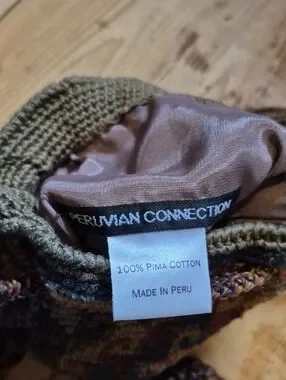 PERUVIAN CONNECTION
100% PIMA COTTON
MADE IN PERU